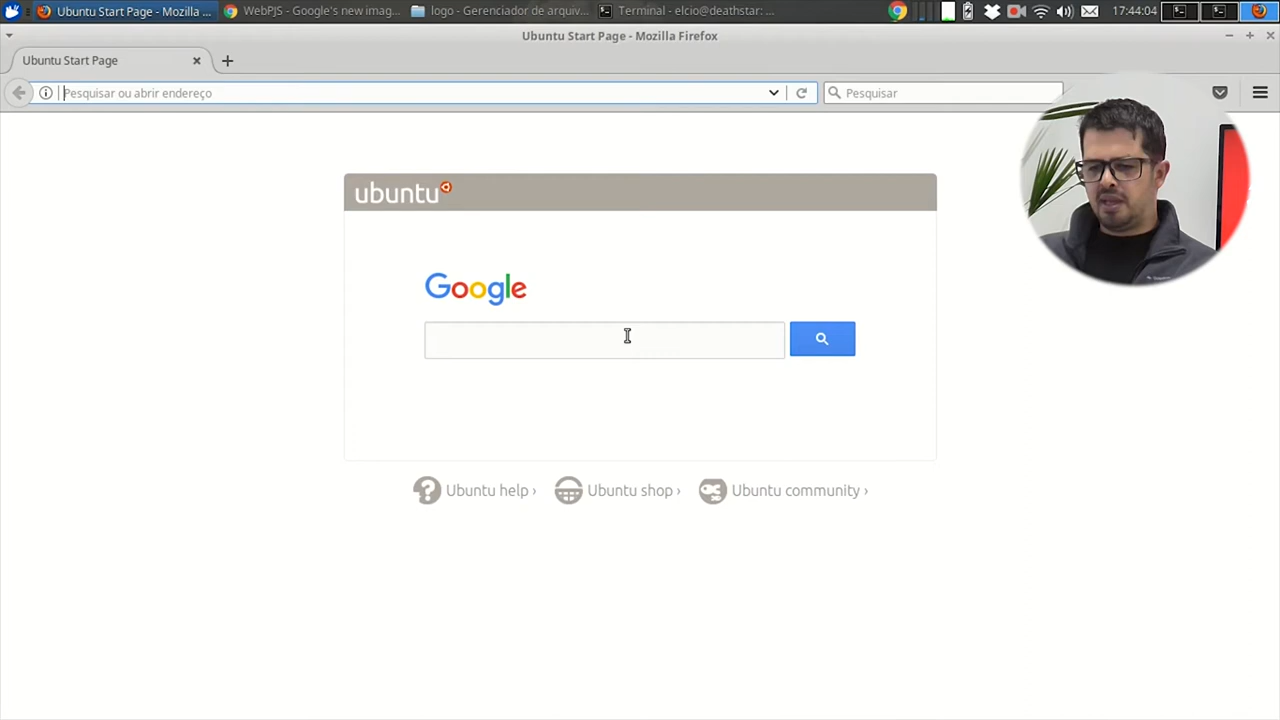 Ubuntu Start Page - Mozilla ...
WebPJS - Google's new imag...
logo - Gerenciador de arquiv...
Terminal - elcio@deathstar: ...
17:44:04
Ubuntu Start Page - Mozilla Firefox
Ubuntu Start Page
Pesquisar ou abrir endereço
Pesquisar
ubuntu
Google
Ubuntu help ›
Ubuntu shop ›
Ubuntu community ›